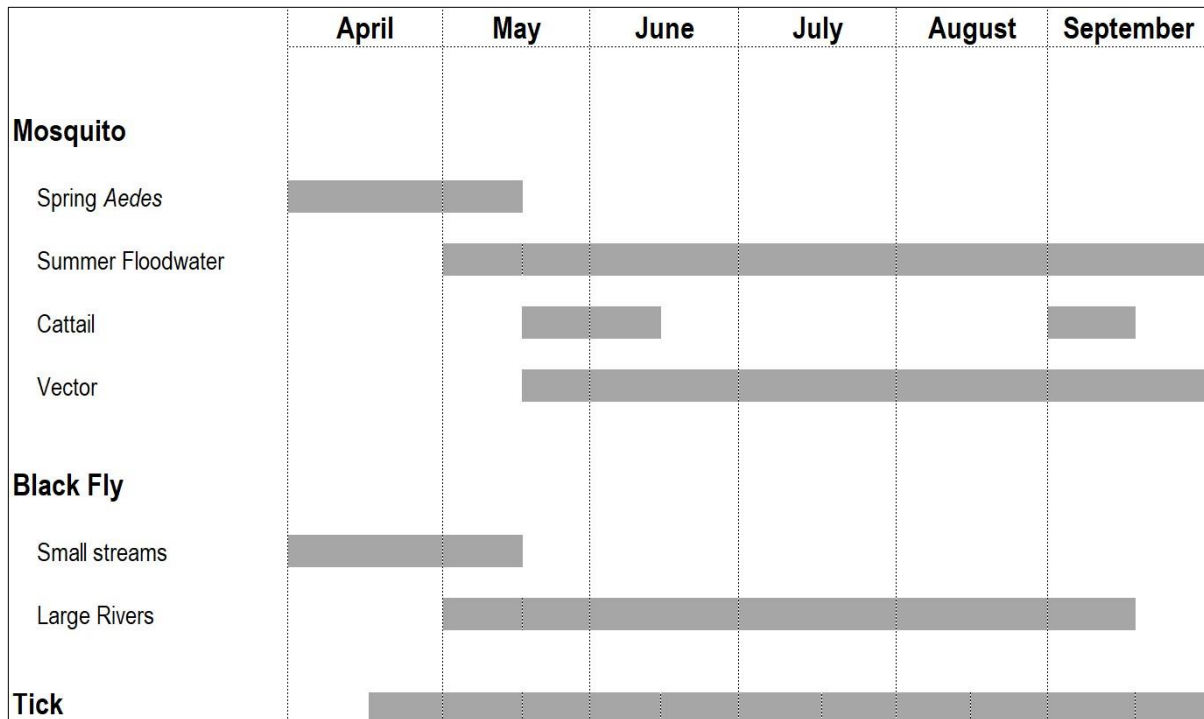 April May June July August September
Mosquito
Spring Aedes
Summer Floodwater
Cattail
Vector
Black Fly
Small streams
Large Rivers
Tick